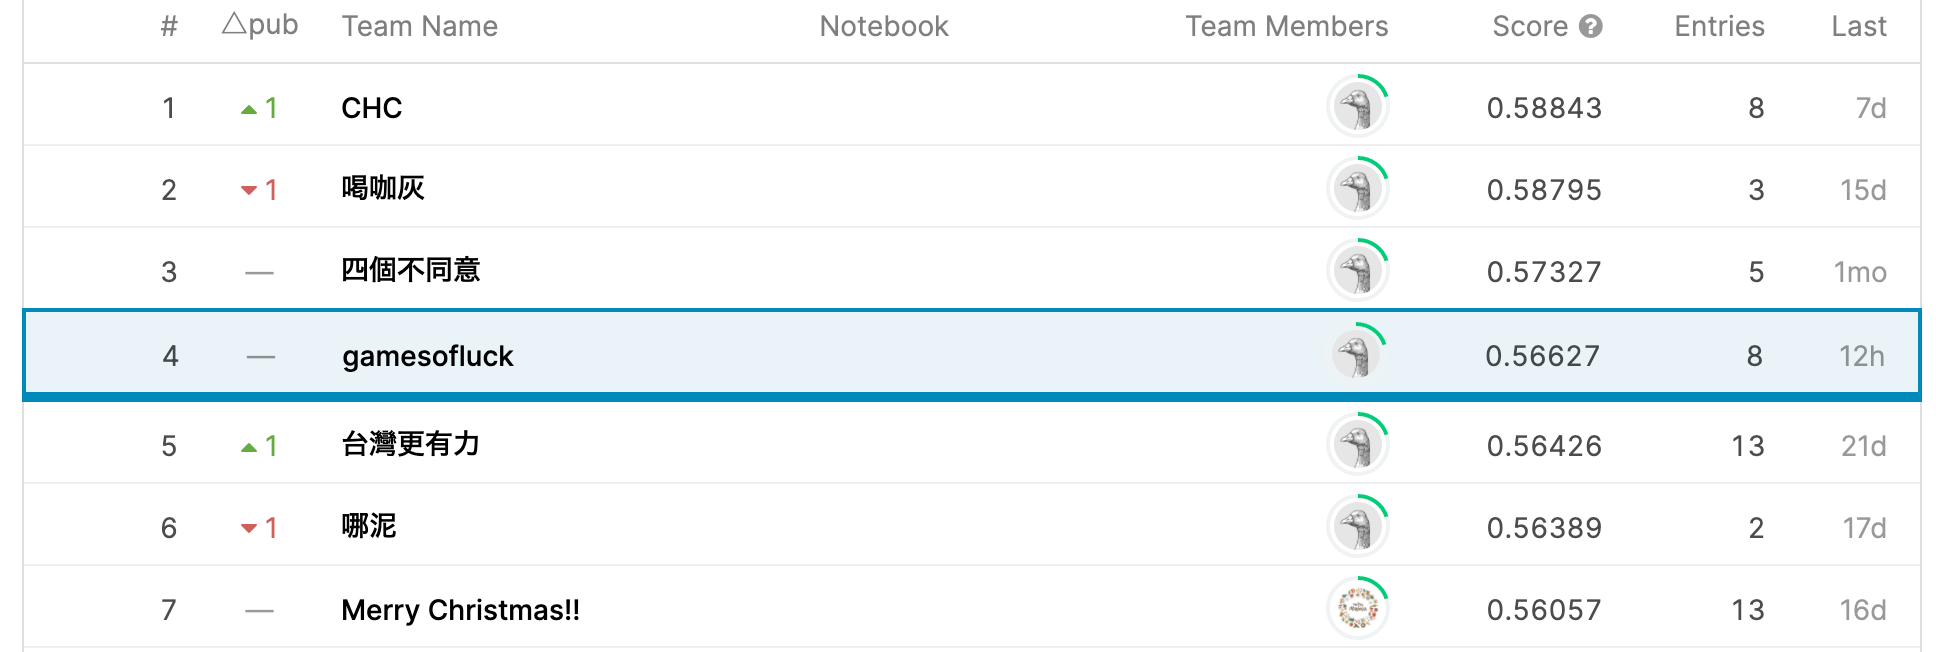 # △pub Team Name Notebook Team Members Score ? Entries Last
1 ▲1 CHC 0.58843 8 7d
2 ▼1 喝咖灰 0.58795 3 15d
3 — 四個不同意 0.57327 5 1mo
4 — gamesofluck 0.56627 8 12h
5 ▲1 台灣更有力 0.56426 13 21d
6 ▼1 哪泥 0.56389 2 17d
7 — Merry Christmas!! 0.56057 13 16d